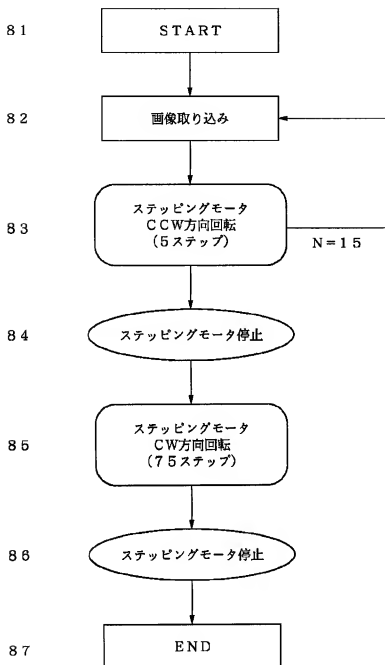 81
START
82
画像取り込み
83
ステッピングモータ
CCW方向回転
(5ステップ)
N=15
84
ステッピングモータ停止
85
ステッピングモータ
CW方向回転
(75ステップ)
86
ステッピングモータ停止
87
END